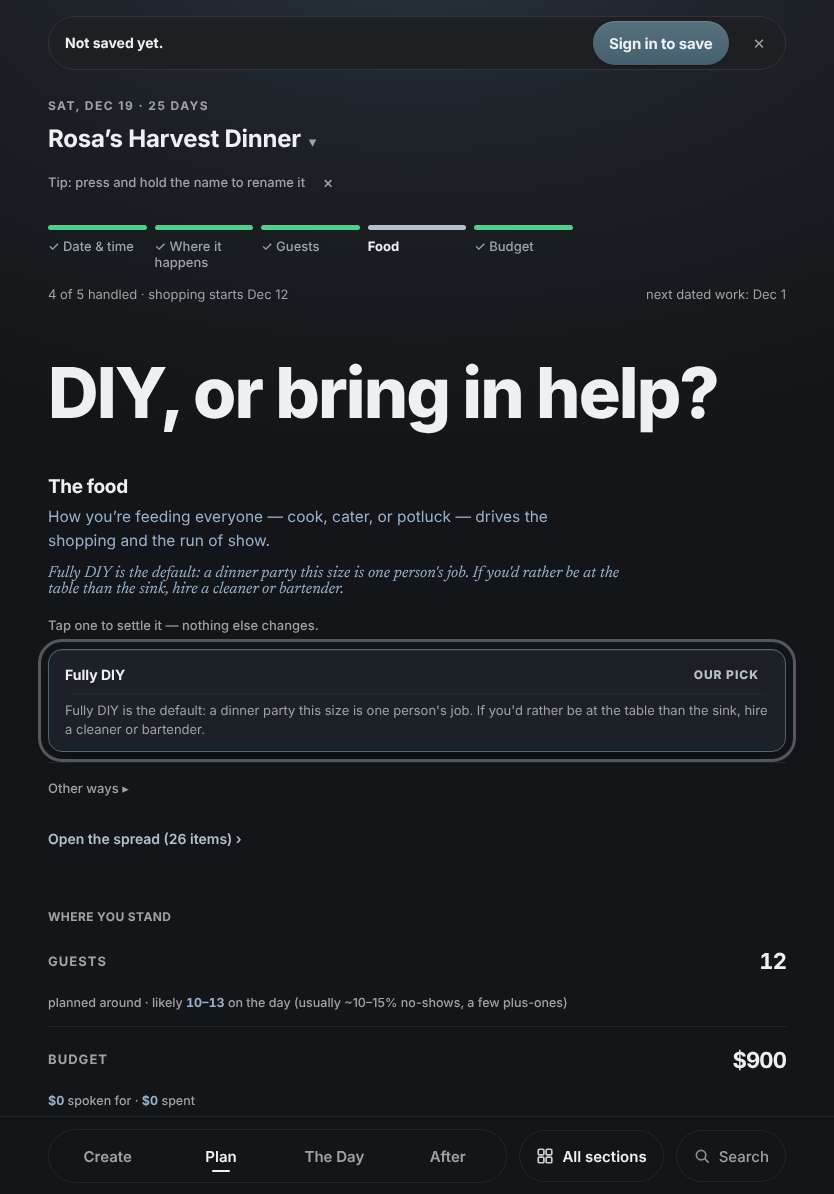 Not saved yet.
Sign in to save ×
SAT, DEC 19 · 25 DAYS
Rosa’s Harvest Dinner ▾
Tip: press and hold the name to rename it ×
✓ Date & time
✓ Where it
happens
✓ Guests
Food
✓ Budget
4 of 5 handled · shopping starts Dec 12
next dated work: Dec 1
DIY, or bring in help?
The food
How you’re feeding everyone — cook, cater, or potluck — drives the
shopping and the run of show.
Fully DIY is the default: a dinner party this size is one person's job. If you'd rather be at the
table than the sink, hire a cleaner or bartender.
Tap one to settle it — nothing else changes.
Fully DIY
OUR PICK
Fully DIY is the default: a dinner party this size is one person's job. If you'd rather be at the table than the sink, hire
a cleaner or bartender.
Other ways ▸
Open the spread (26 items) ›
WHERE YOU STAND
GUESTS
12
planned around · likely 10–13 on the day (usually ~10–15% no-shows, a few plus-ones)
BUDGET
$900
$0 spoken for · $0 spent
Create
Plan
The Day
After
All sections
Search